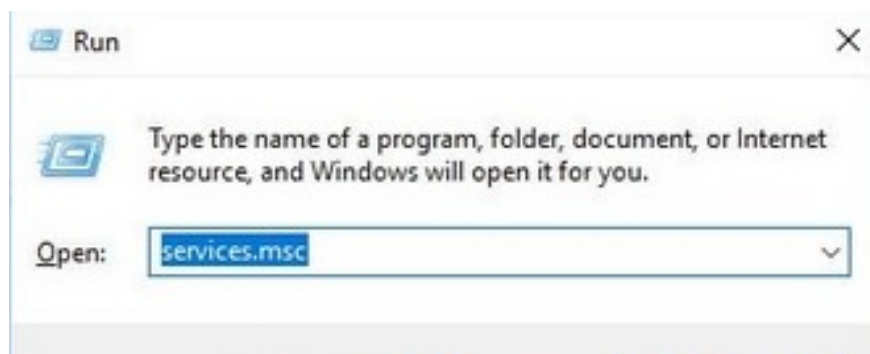 Run
Type the name of a program, folder, document, or Internet
resource, and Windows will open it for you.
Open: services.msc